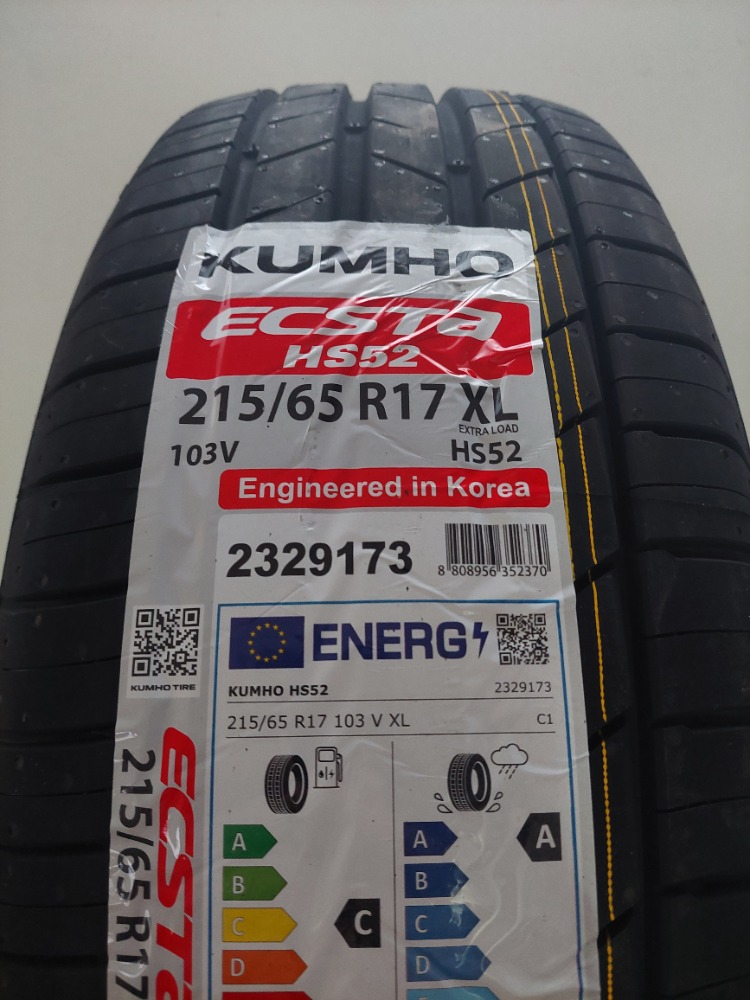 KUMHO
ECSTa
HS52
215/65 R17 XL
EXTRA LOAD
103V
HS52
Engineered in Korea
2329173
8 808956 352370
ENERG
KUMHO TIRE
KUMHO HS52
2329173
215/65 R17 103 V XL
C1
A
B
C
D
C
A
B
C
D
A
ECSTa
215/65 R17